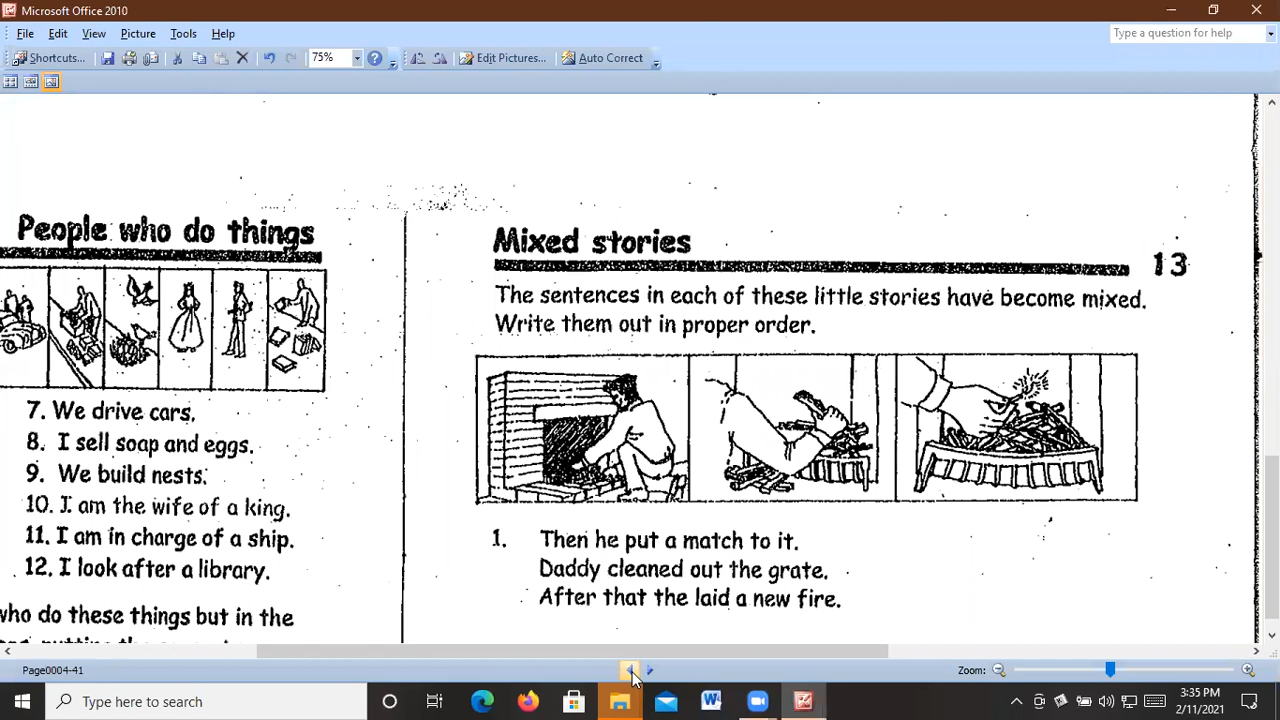 Microsoft Office 2010
File Edit View Picture Tools Help
Type a question for help
Shortcuts... 75% Edit Pictures... Auto Correct
People who do things
7. We drive cars.
8. I sell soap and eggs.
9. We build nests.
10. I am the wife of a king.
11. I am in charge of a ship.
12. I look after a library.
who do these things but in the
Mixed stories
13
The sentences in each of these little stories have become mixed.
Write them out in proper order.
1. Then he put a match to it.
Daddy cleaned out the grate.
After that the laid a new fire.
Page0004-41
Zoom:
Type here to search
3:35 PM
2/11/2021